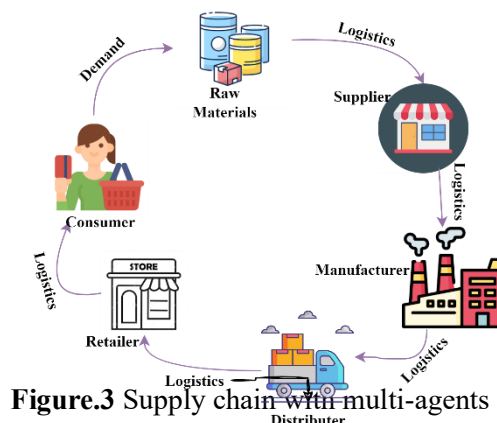 Demand
Logistics
Raw
Materials
Supplier
Logistics
Consumer
Manufacturer
Logistics
STORE
Logistics
Retailer
Logistics
Distributer
Figure.3 Supply chain with multi-agents